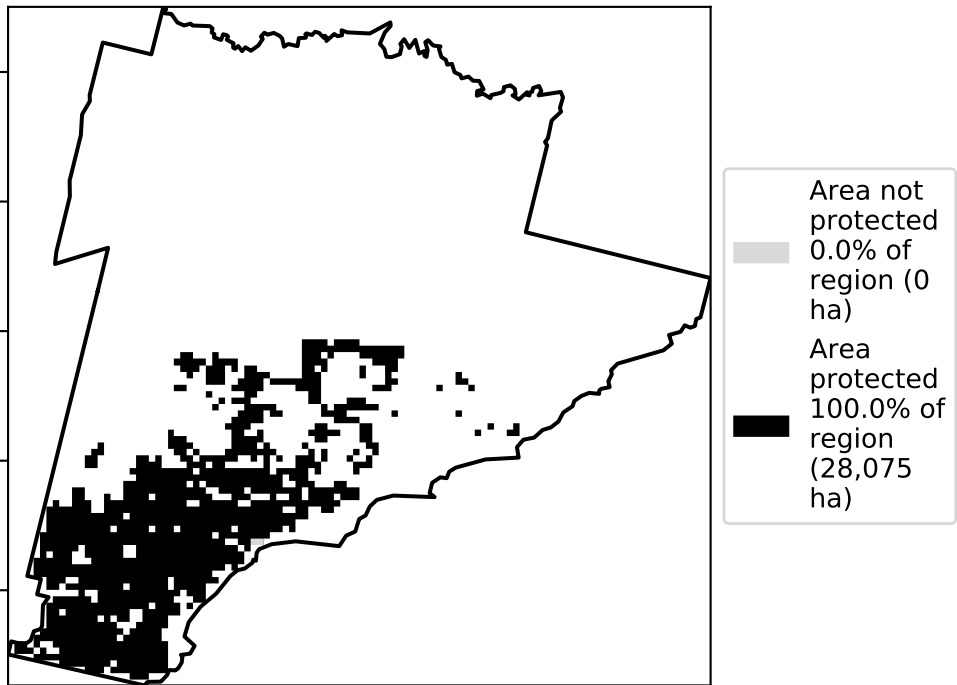 Area not
protected
0.0% of
region (0
ha)
Area
protected
100.0% of
region
(28,075
ha)